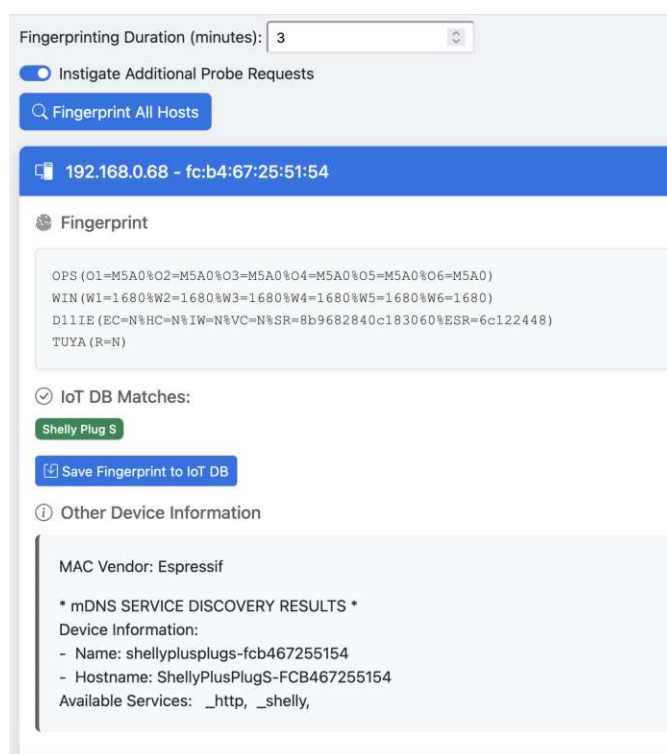 Fingerprinting Duration (minutes): 3
Instigate Additional Probe Requests
Fingerprint All Hosts
192.168.0.68 - fc:b4:67:25:51:54
Fingerprint
OPS(O1=M5A0%O2=M5A0%O3=M5A0%O4=M5A0%O5=M5A0%O6=M5A0)
WIN(W1=1680%W2=1680%W3=1680%W4=1680%W5=1680%W6=1680)
D11IE(EC=N%HC=N%IW=N%VC=N%SR=8b9682840c183060%ESR=6c122448)
TUYA(R=N)
IoT DB Matches:
Shelly Plug S
Save Fingerprint to IoT DB
Other Device Information
MAC Vendor: Espressif
* mDNS SERVICE DISCOVERY RESULTS *
Device Information:
- Name: shellyplusplugs-fcb467255154
- Hostname: ShellyPlusPlugS-FCB467255154
Available Services: _http, _shelly,